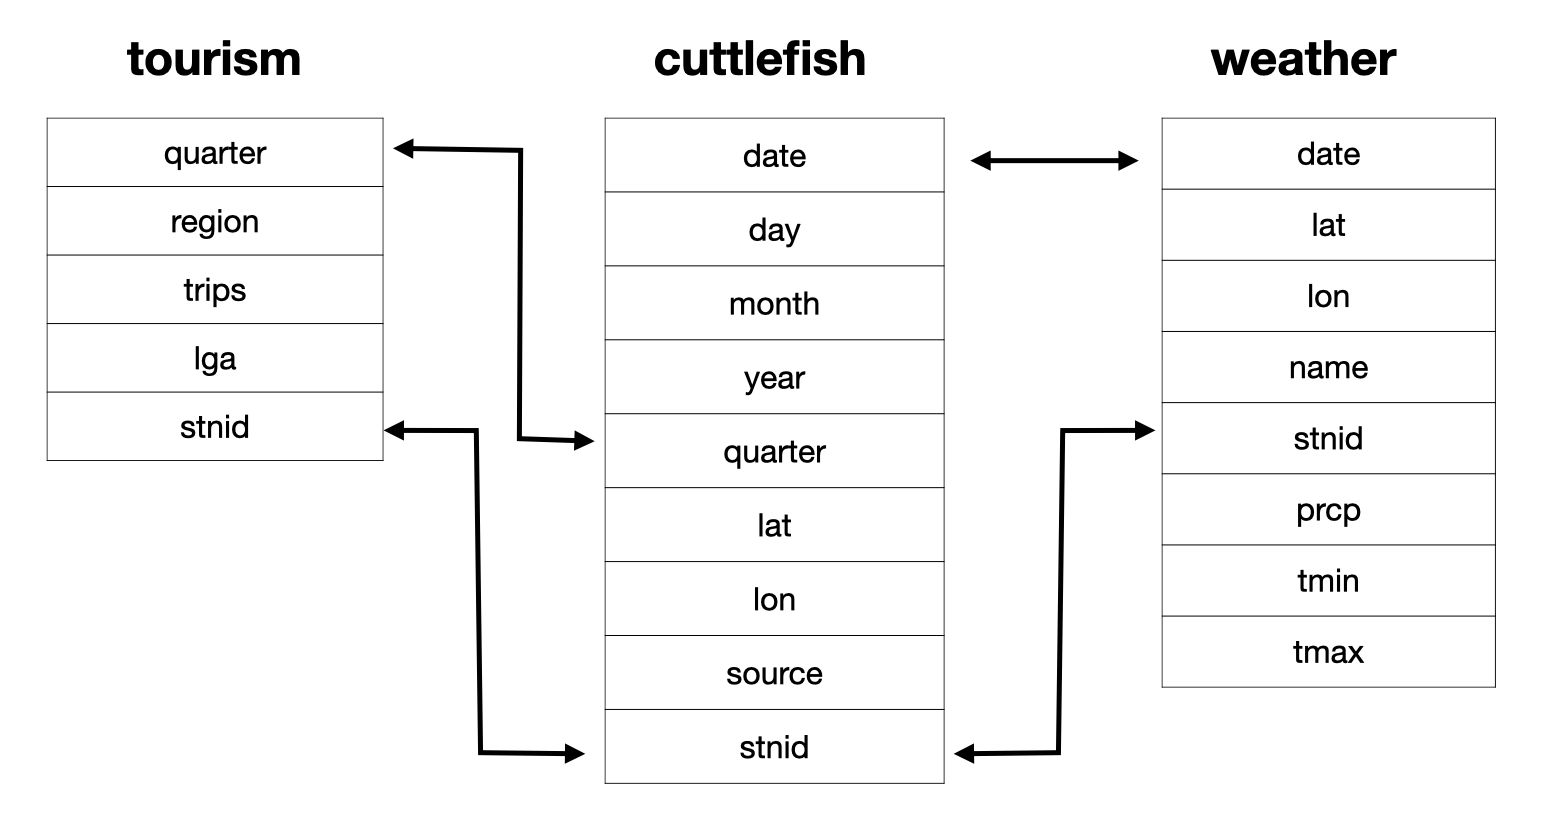 tourism
quarter
region
trips
lga
stnid
cuttlefish
date
day
month
year
quarter
lat
lon
source
stnid
weather
date
lat
lon
name
stnid
prcp
tmin
tmax